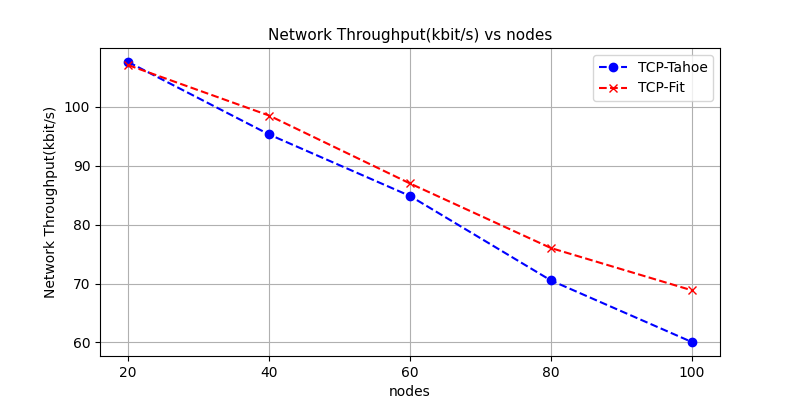 Network Throughput(kbit/s) vs nodes
TCP-Tahoe
TCP-Fit
Network Throughput(kbit/s)
100
90
80
70
60
20 40 60 80 100
nodes